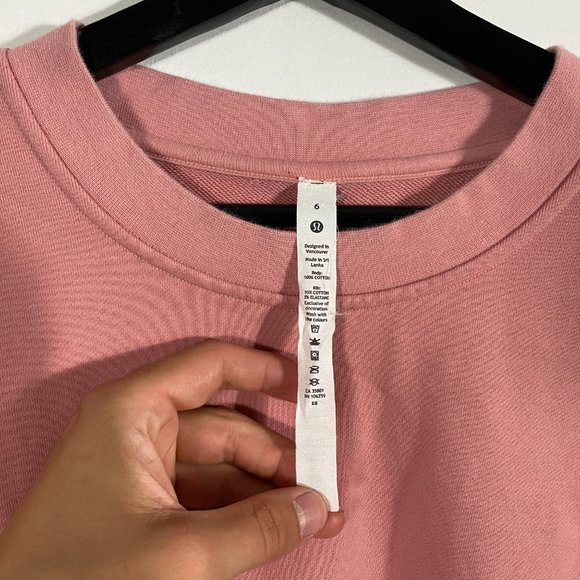 6
Designed in
Vancouver
Made in Sri
Lanka
Body:
100% COTTON
Rib:
95% COTTON
5% ELASTANE
Exclusive of
decoration
Wash with
like colours
CA 35801
RN 106259